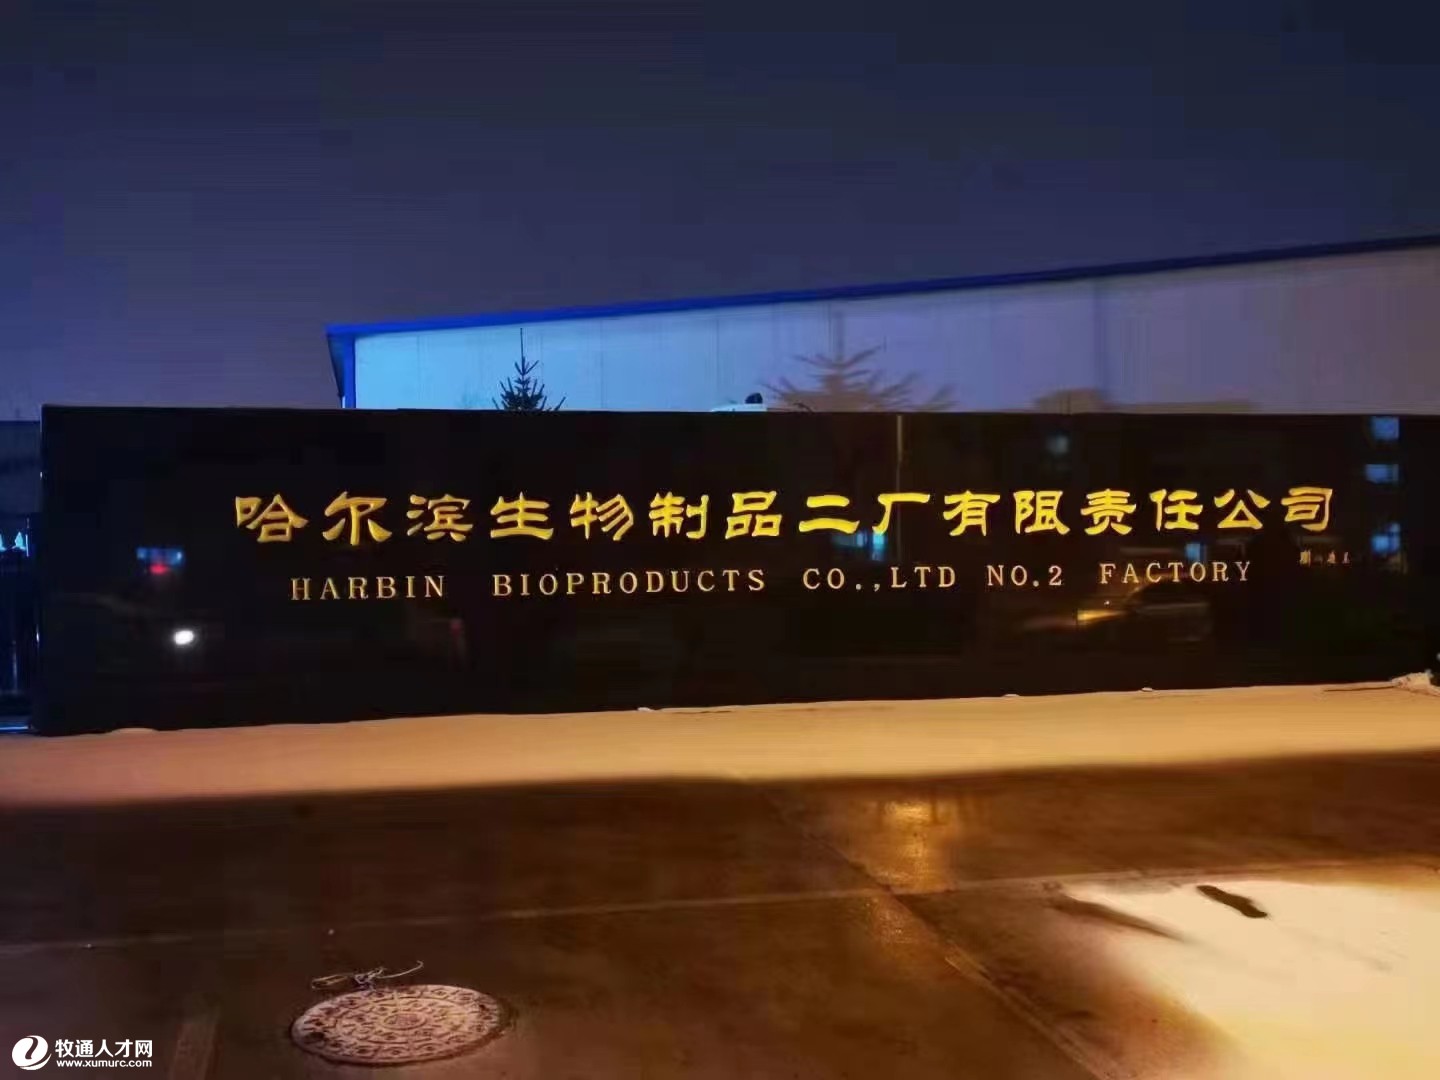 哈尔滨生物制品二厂有限责任公司
HARBIN BIOPRODUCTS CO.,LTD NO.2 FACTORY
牧通人才网
www.xumurc.com